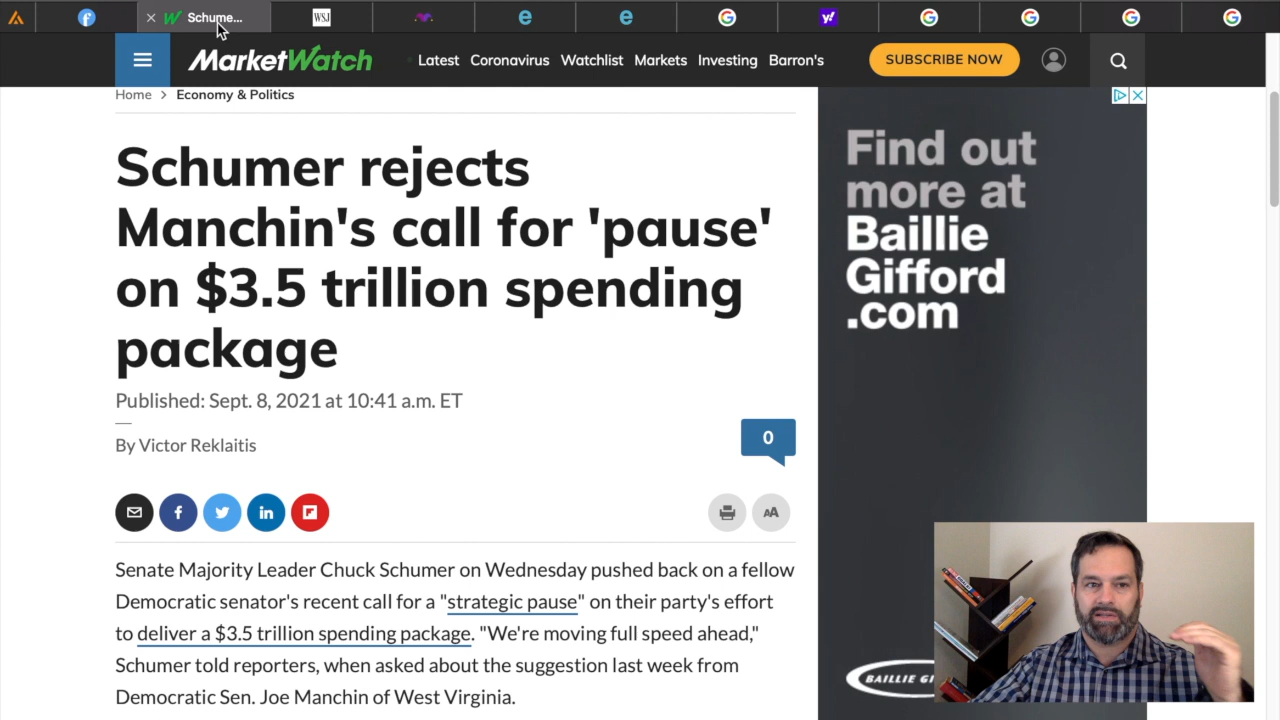 Schume...
WSJ
y!
MarketWatch
Latest Coronavirus Watchlist Markets Investing Barron's
SUBSCRIBE NOW
Home > Economy & Politics
Schumer rejects
Manchin's call for 'pause'
on $3.5 trillion spending
package
Published: Sept. 8, 2021 at 10:41 a.m. ET
By Victor Reklaitis
0
AA
Senate Majority Leader Chuck Schumer on Wednesday pushed back on a fellow
Democratic senator's recent call for a "strategic pause" on their party's effort
to deliver a $3.5 trillion spending package. "We're moving full speed ahead,"
Schumer told reporters, when asked about the suggestion last week from
Democratic Sen. Joe Manchin of West Virginia.
Find out
more at
Baillie
Gifford
.com
BAILLIE GI